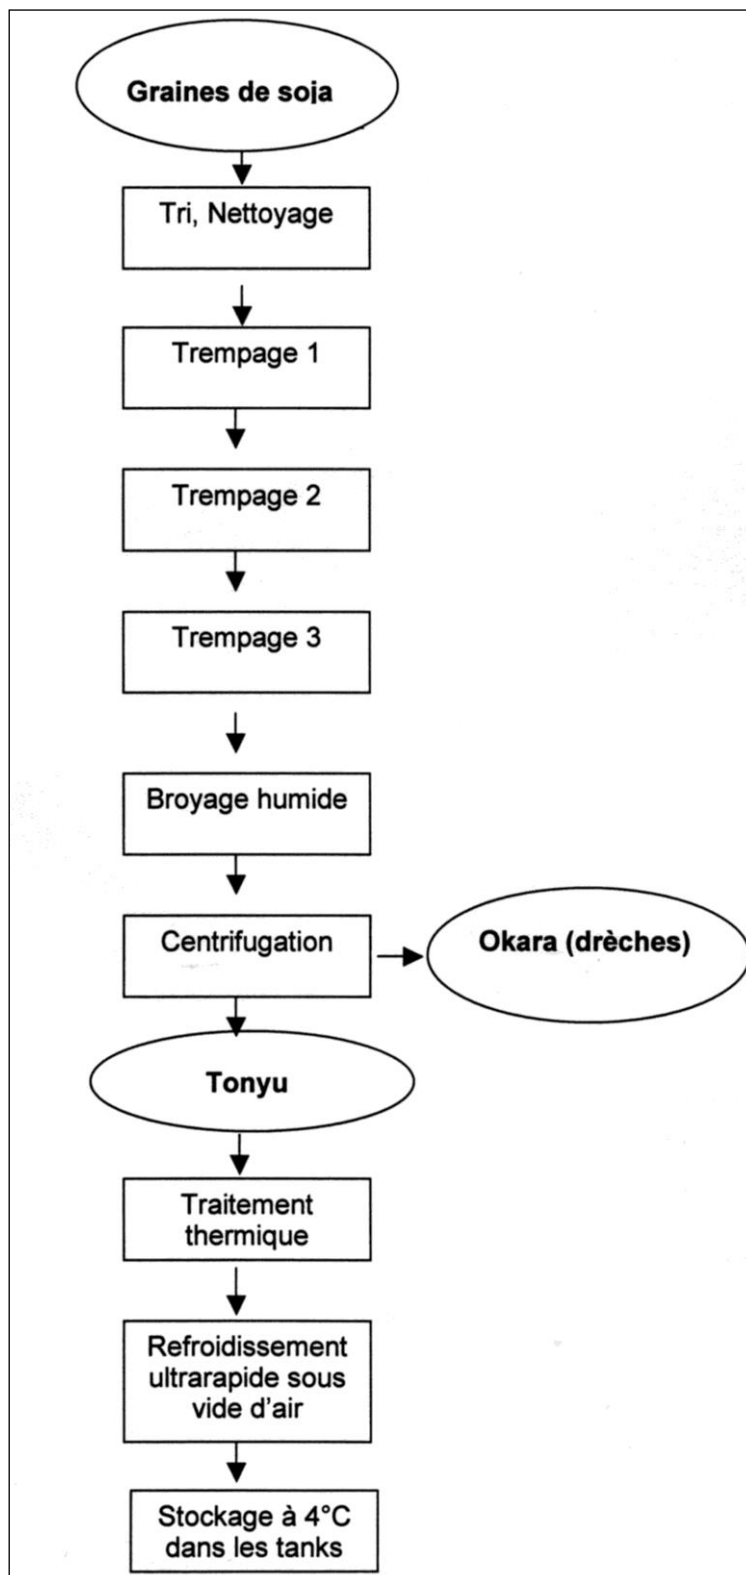 Graines de soja
Tri, Nettoyage
Trempage 1
Trempage 2
Trempage 3
Broyage humide
Centrifugation
Okara (drèches)
Tonyu
Traitement
thermique
Refroidissement
ultrarapide sous
vide d'air
Stockage à 4°C
dans les tanks